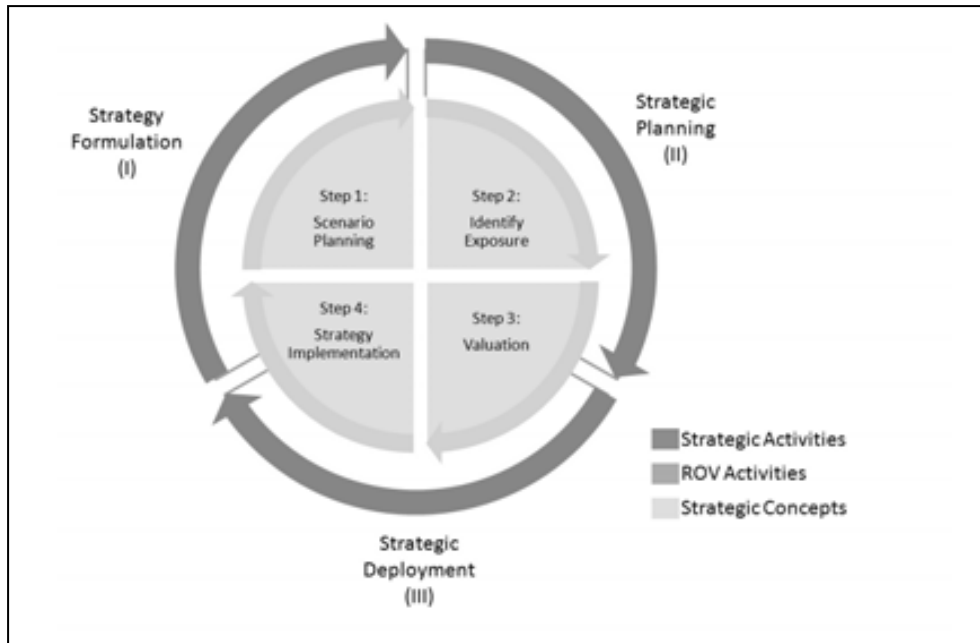 Strategy
Formulation
(I)
Strategic
Planning
(II)
Step 1:
Scenario
Planning
Step 2:
Identify
Exposure
Step 4:
Strategy
Implementation
Step 3:
Valuation
Strategic Activities
ROV Activities
Strategic Concepts
Strategic
Deployment
(III)